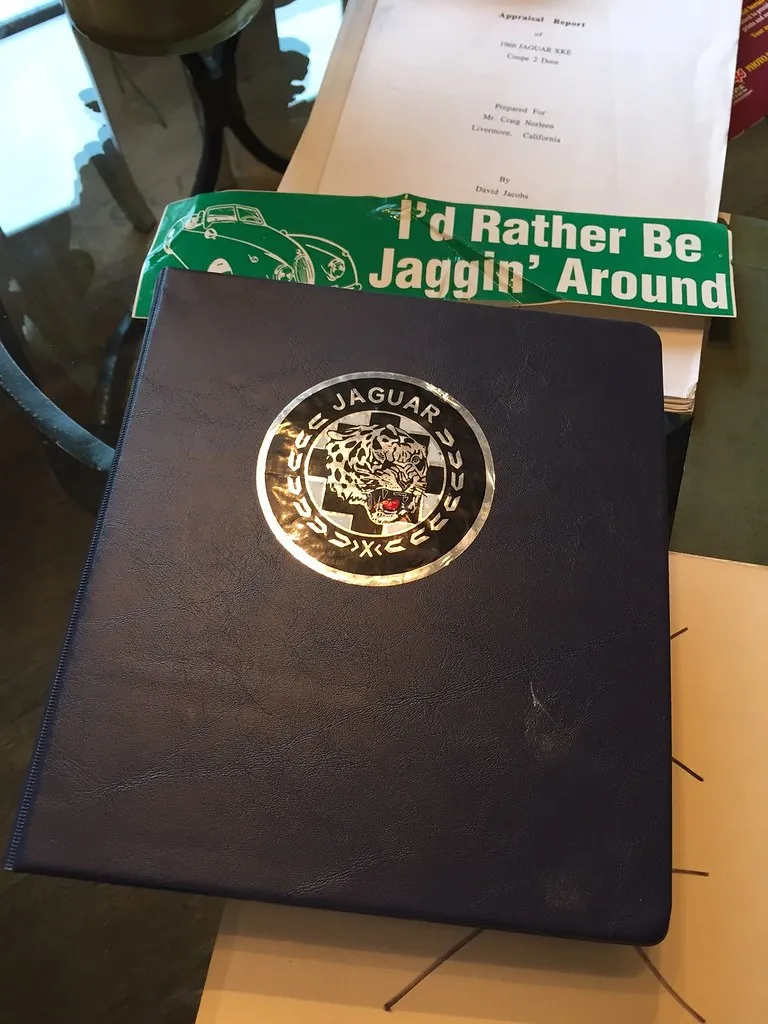 Appraisal Report
of
1966 JAGUAR XKE
Coupe 2 Door
Prepared For
Mr. Craig Norleen
Livermore, California
By
David Jacobs
I'd Rather Be
Jaggin' Around
JAGUAR